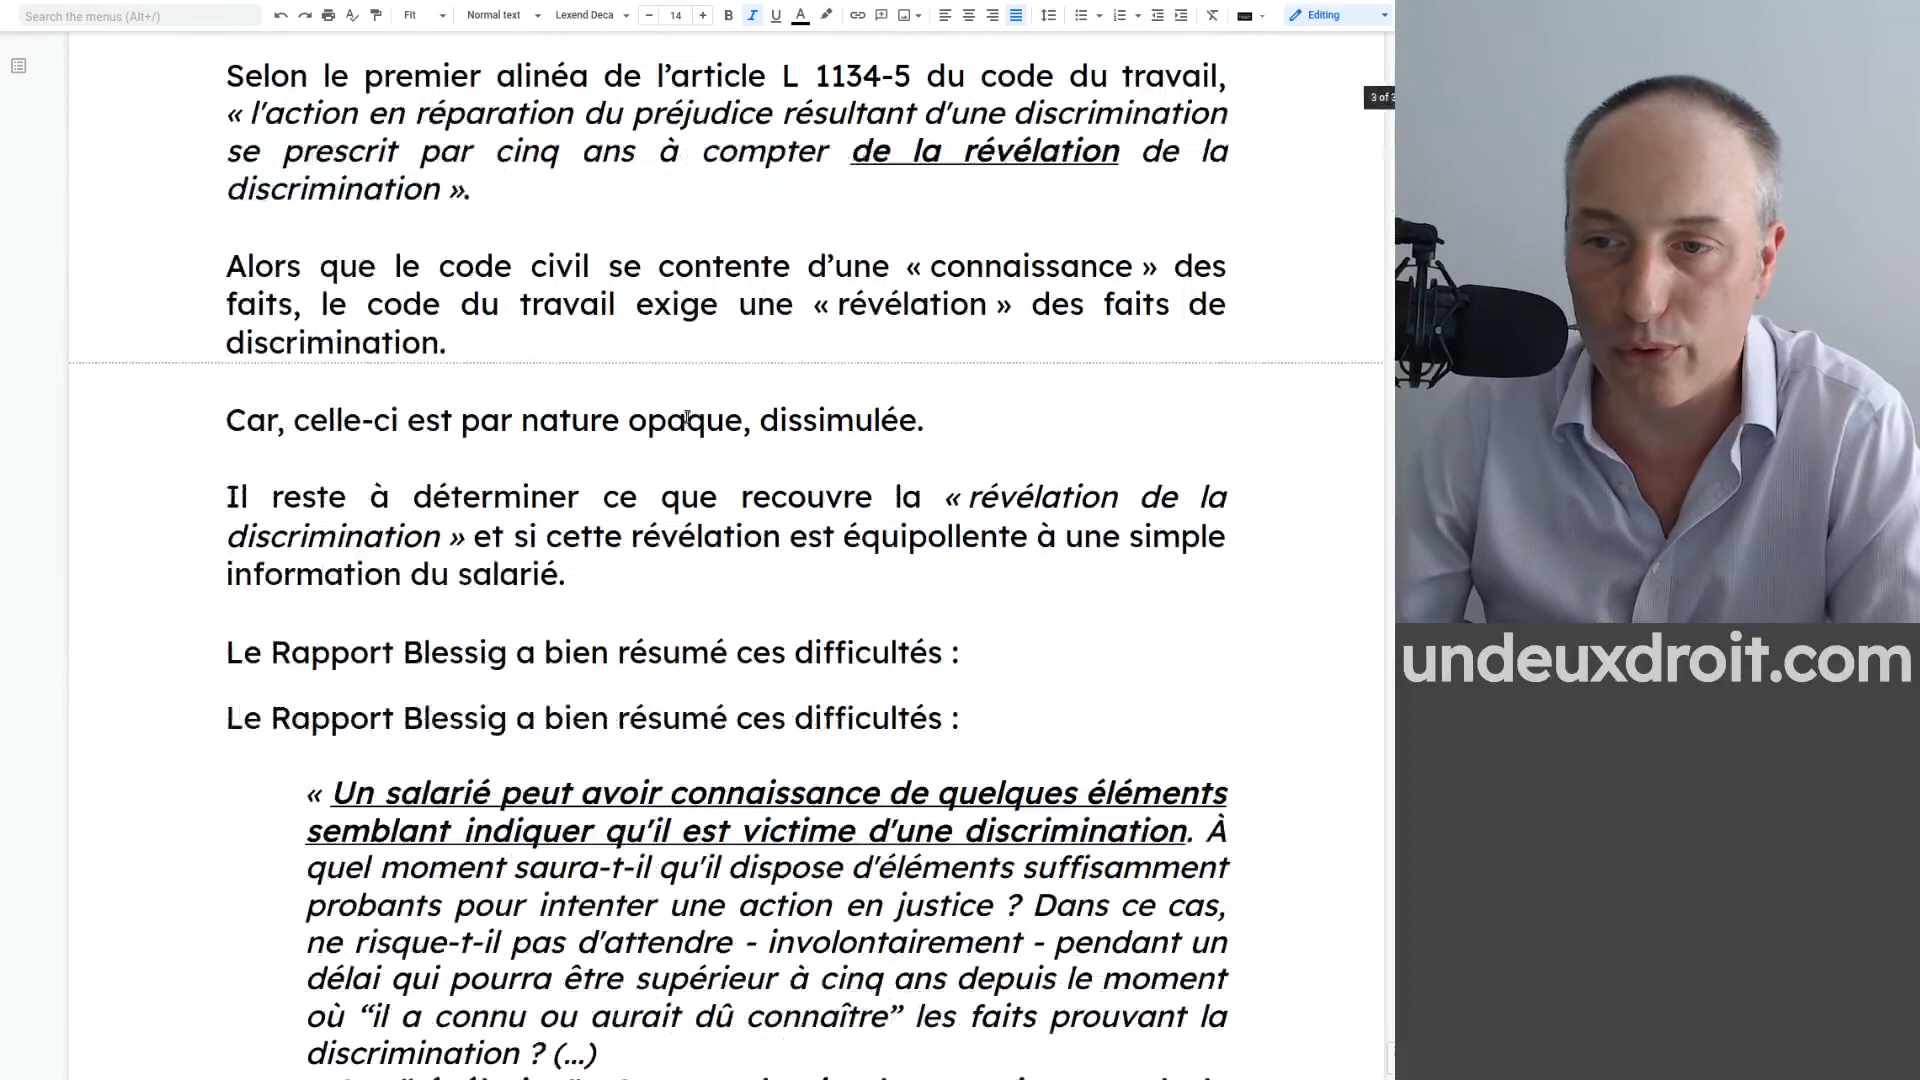 Search the menus (Alt+/)
Fit
Normal text
Lexend Deca
14
B I U A
Editing
3 of 3
Selon le premier alinéa de l’article L 1134-5 du code du travail,
« l'action en réparation du préjudice résultant d'une discrimination
se prescrit par cinq ans à compter de la révélation de la
discrimination ».
Alors que le code civil se contente d’une « connaissance » des
faits, le code du travail exige une « révélation » des faits de
discrimination.
Car, celle-ci est par nature opaque, dissimulée.
Il reste à déterminer ce que recouvre la « révélation de la
discrimination » et si cette révélation est équipollente à une simple
information du salarié.
Le Rapport Blessig a bien résumé ces difficultés :
Le Rapport Blessig a bien résumé ces difficultés :
« Un salarié peut avoir connaissance de quelques éléments
semblant indiquer qu'il est victime d'une discrimination. À
quel moment saura-t-il qu'il dispose d'éléments suffisamment
probants pour intenter une action en justice ? Dans ce cas,
ne risque-t-il pas d'attendre - involontairement - pendant un
délai qui pourra être supérieur à cinq ans depuis le moment
où “il a connu ou aurait dû connaître” les faits prouvant la
discrimination ? (...)
undeuxdroit.com